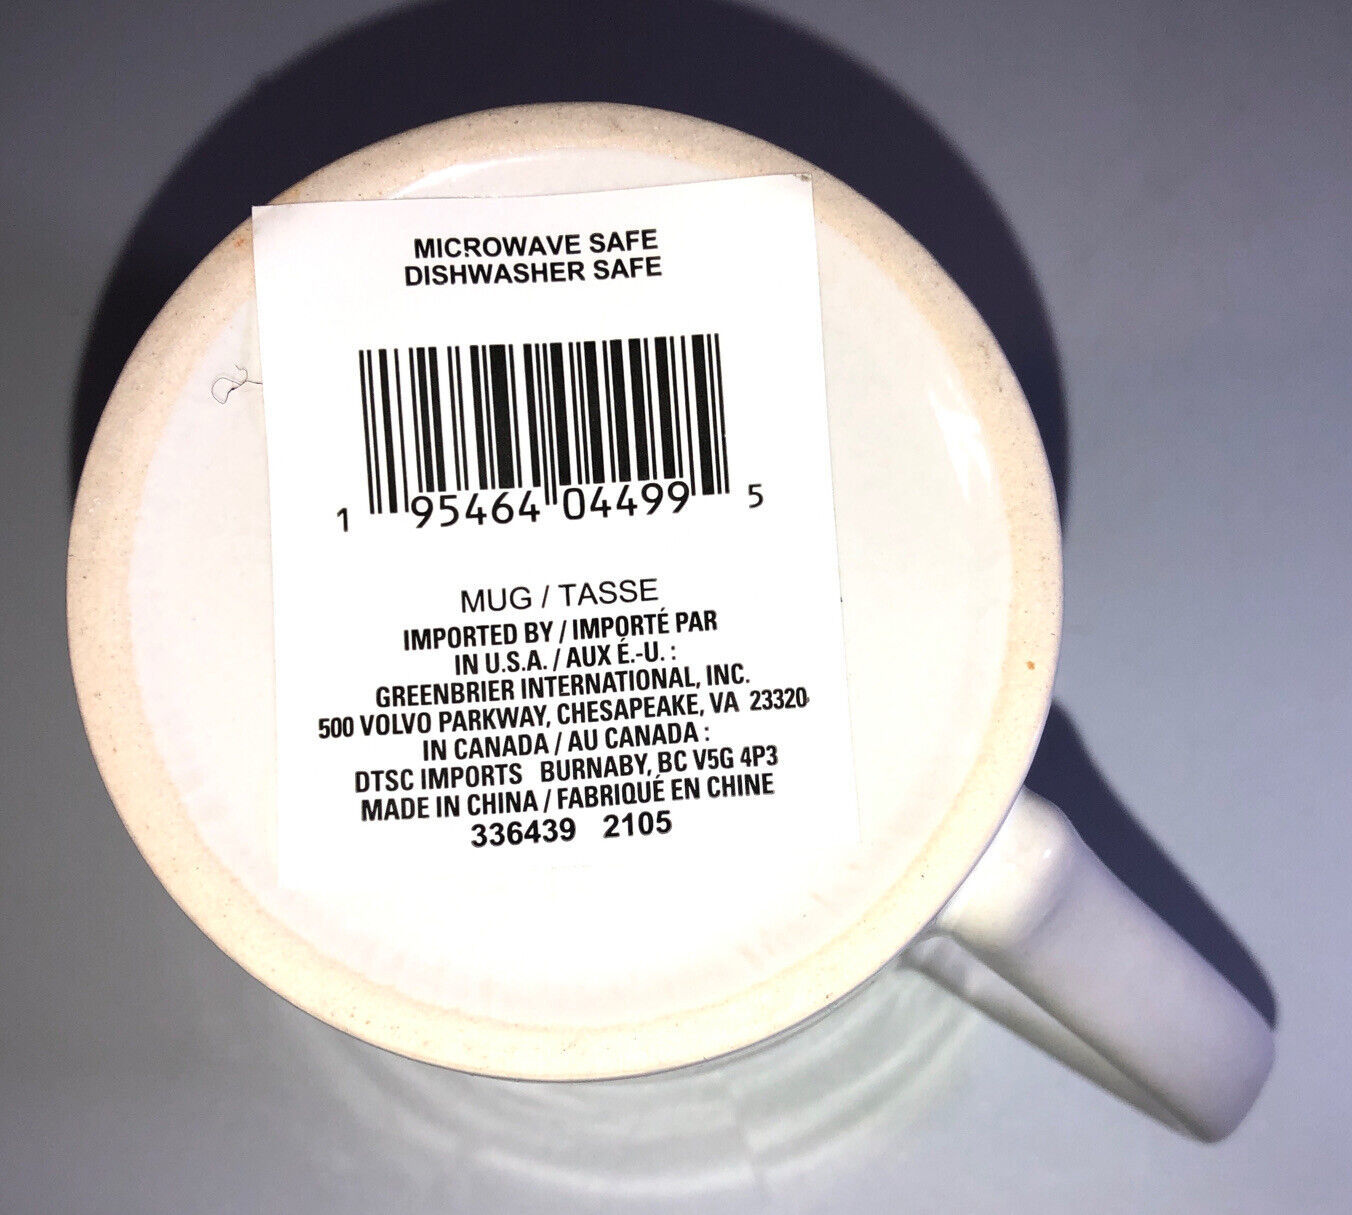 MICROWAVE SAFE
DISHWASHER SAFE
1 95464 04499 5
MUG / TASSE
IMPORTED BY / IMPORTÉ PAR
IN U.S.A. / AUX É.-U. :
GREENBRIER INTERNATIONAL, INC.
500 VOLVO PARKWAY, CHESAPEAKE, VA 23320
IN CANADA / AU CANADA :
DTSC IMPORTS BURNABY, BC V5G 4P3
MADE IN CHINA / FABRIQUÉ EN CHINE
336439 2105